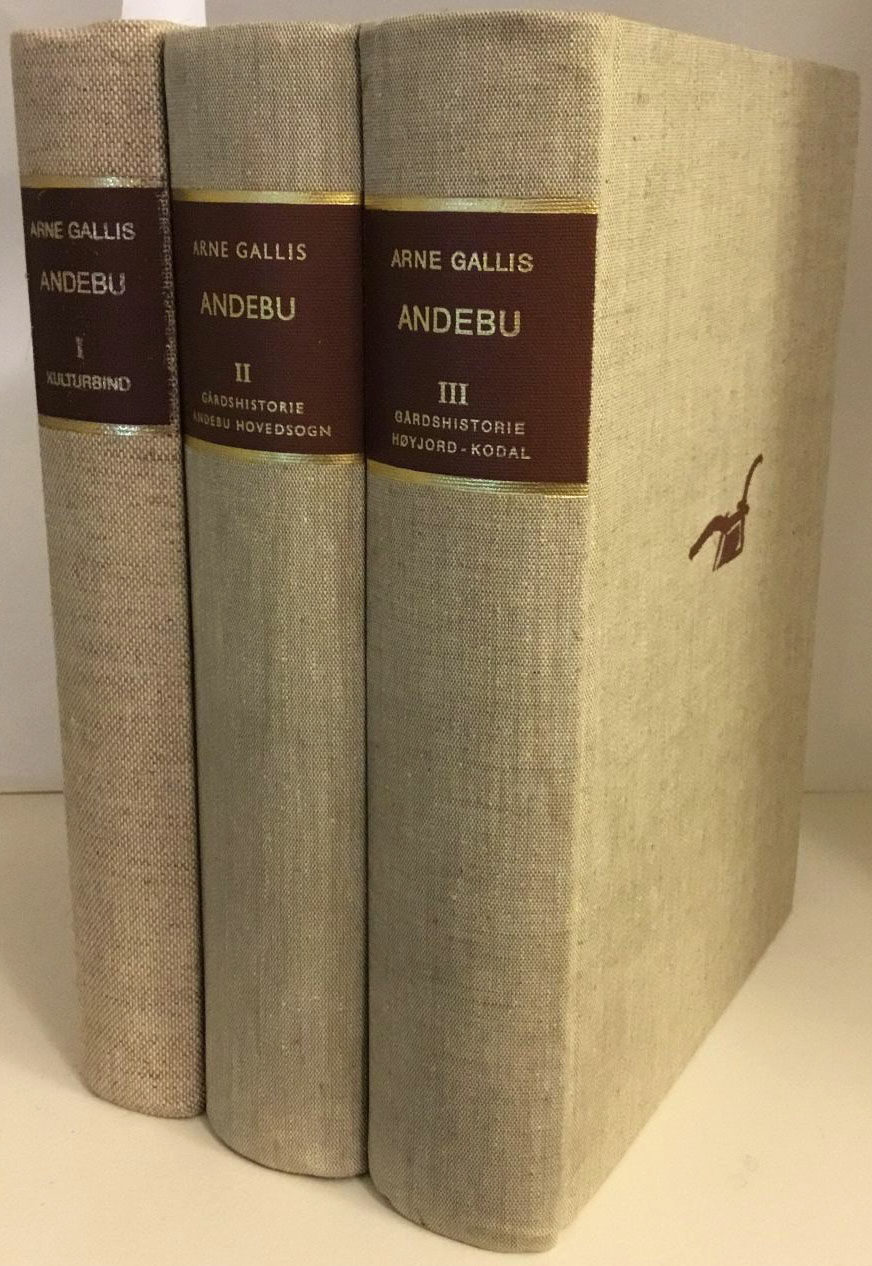 ARNE GALLIS
ANDEBU
I
KULTURBIND
ARNE GALLIS
ANDEBU
II
GÅRDSHISTORIE
ANDEBU HOVEDSOGN
ARNE GALLIS
ANDEBU
III
GÅRDSHISTORIE
HØYJORD-KODAL